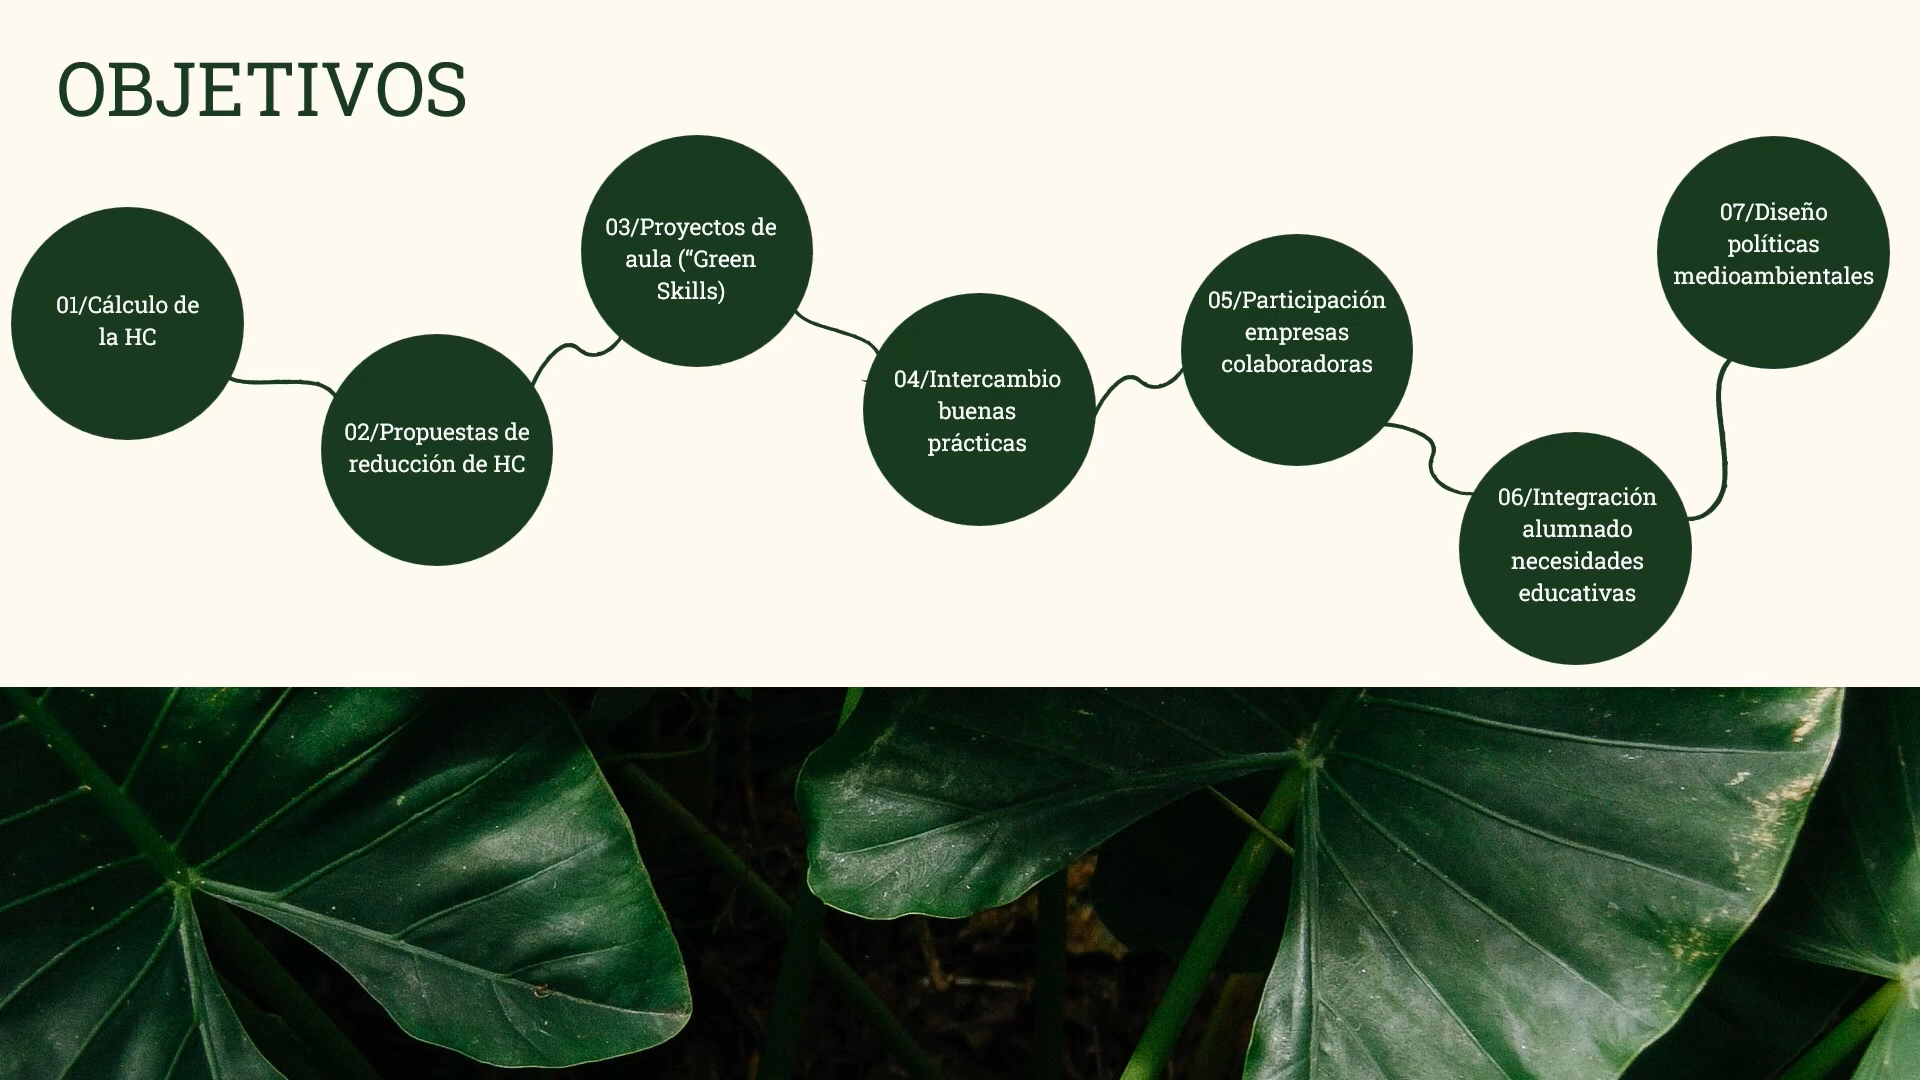 OBJETIVOS
01/Cálculo de
la HC
02/Propuestas de
reducción de HC
03/Proyectos de
aula (“Green
Skills)
04/Intercambio
buenas
prácticas
05/Participación
empresas
colaboradoras
06/Integración
alumnado
necesidades
educativas
07/Diseño
políticas
medioambientales